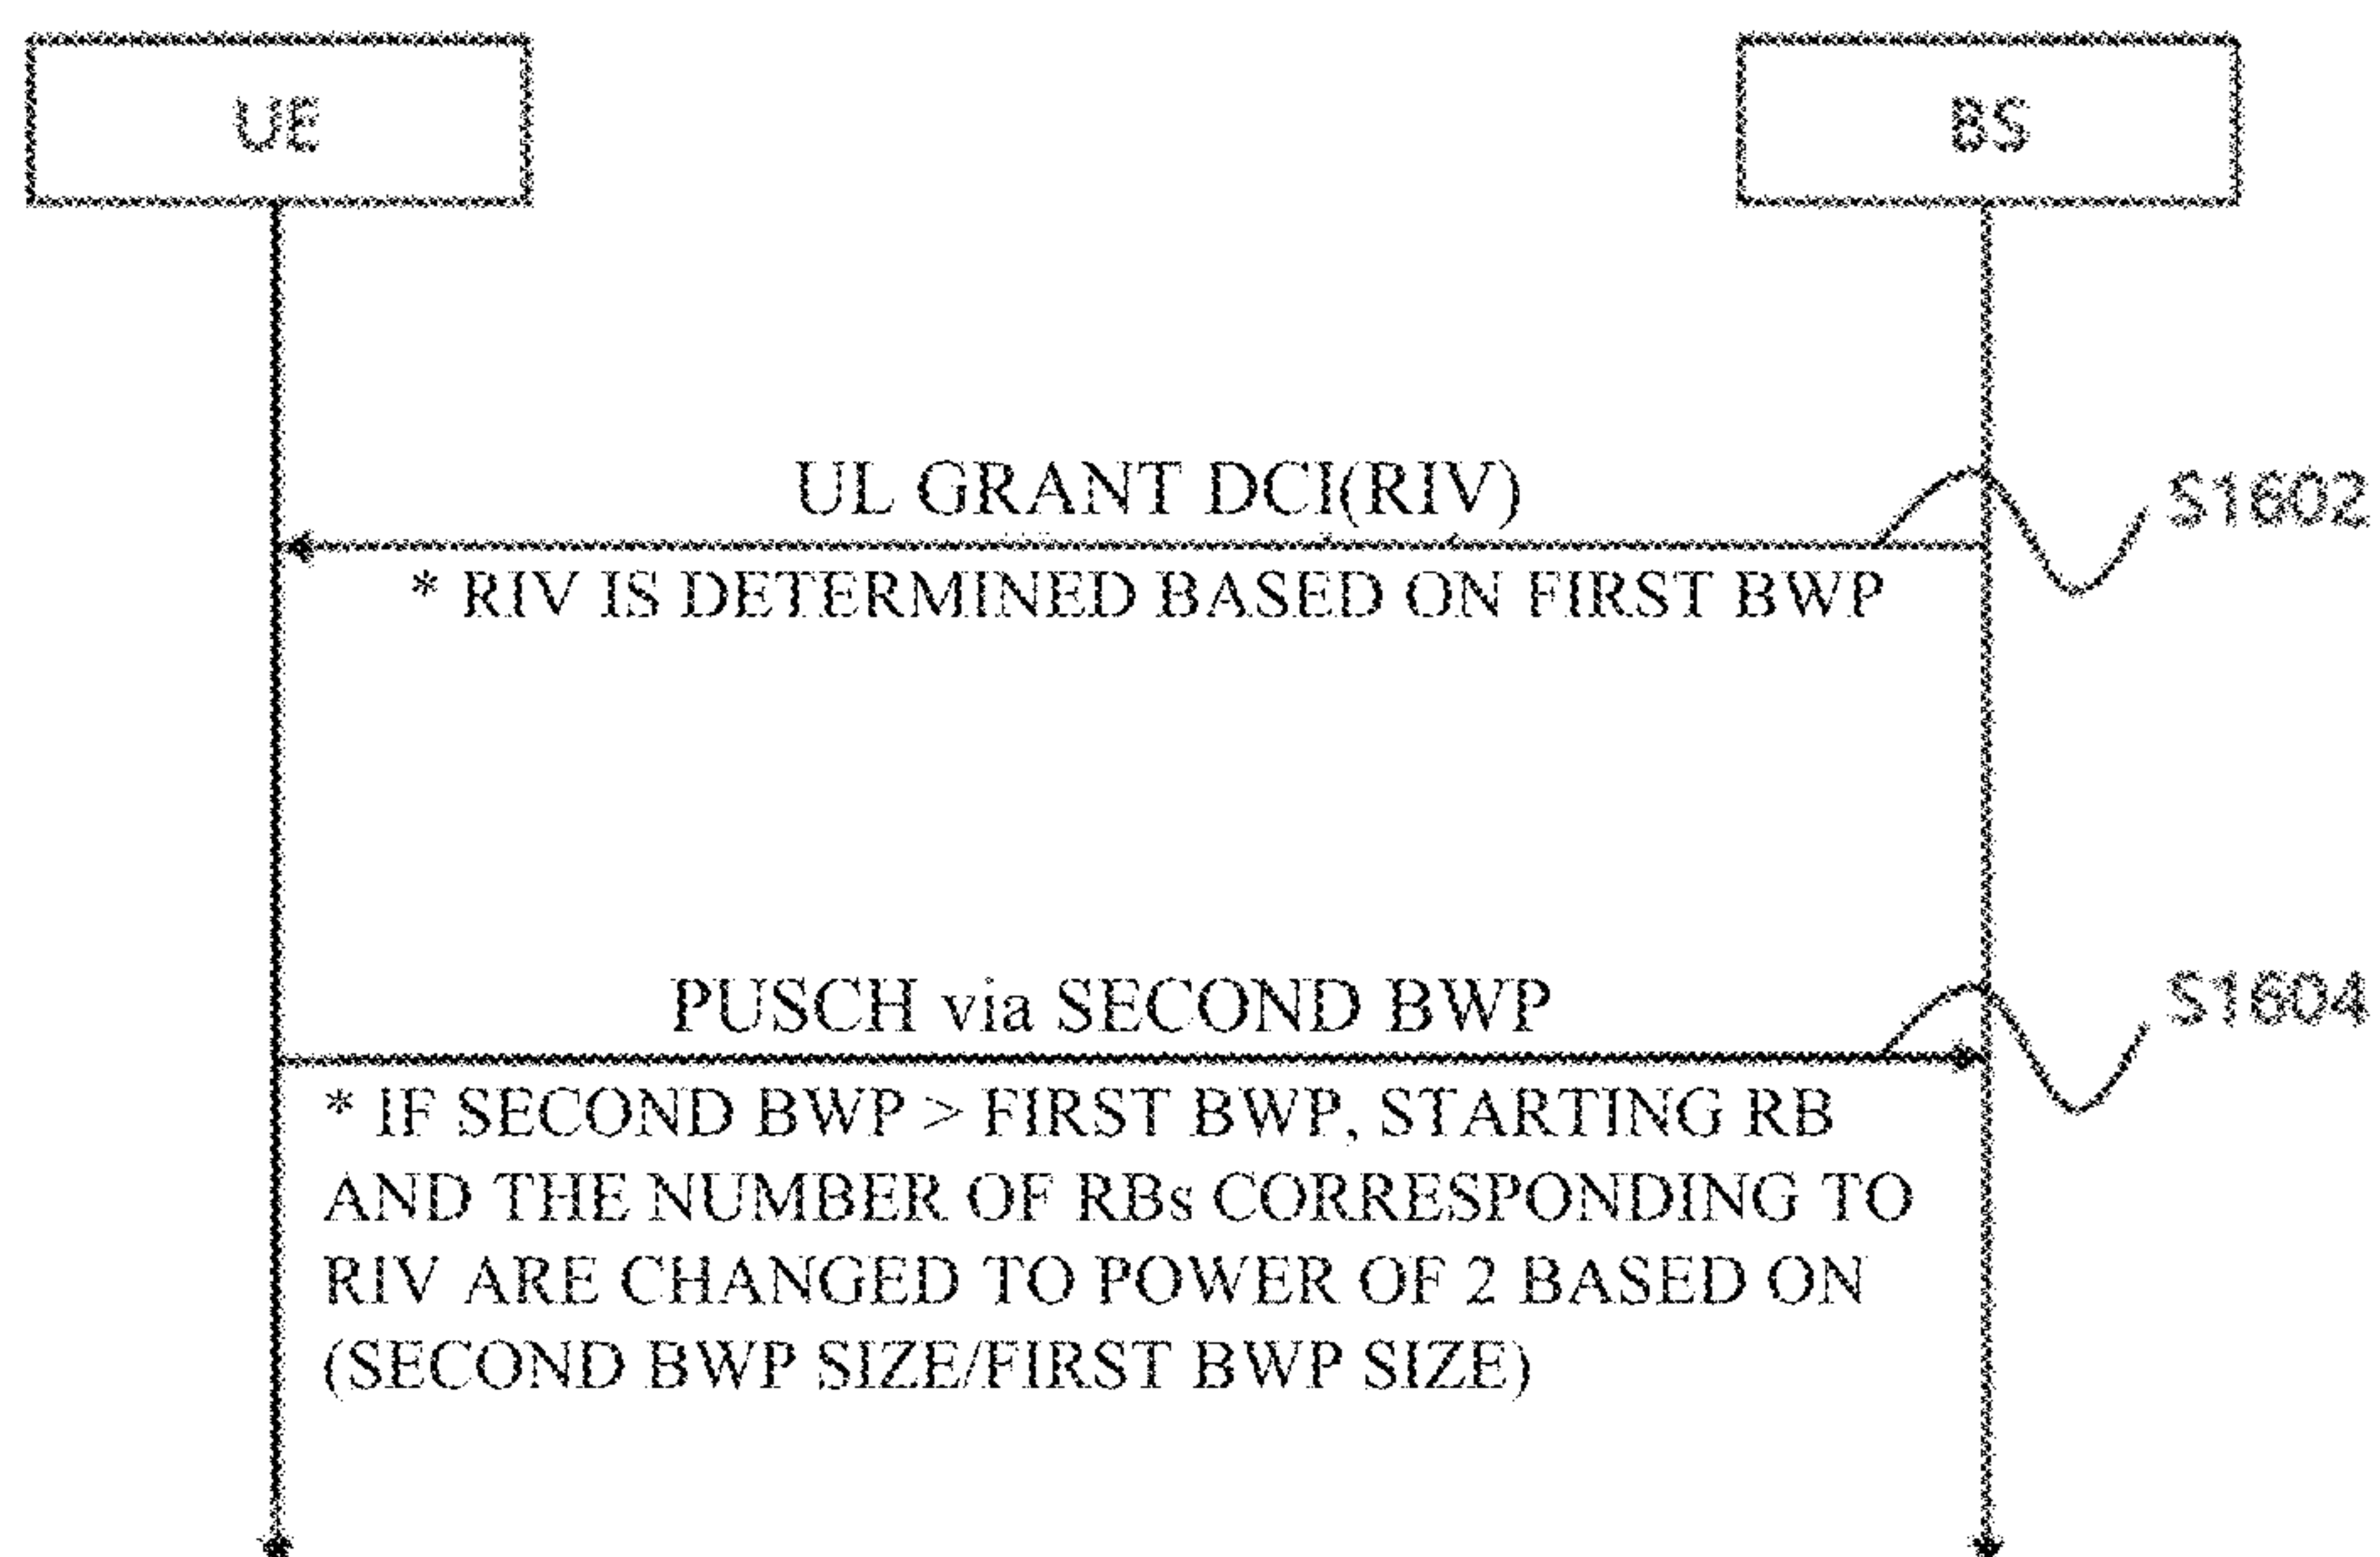 UE
BS
UL GRANT DCI(RIV)
S1602
* RIV IS DETERMINED BASED ON FIRST BWP
PUSCH via SECOND BWP
S1604
* IF SECOND BWP > FIRST BWP, STARTING RB
AND THE NUMBER OF RBs CORRESPONDING TO
RIV ARE CHANGED TO POWER OF 2 BASED ON
(SECOND BWP SIZE/FIRST BWP SIZE)